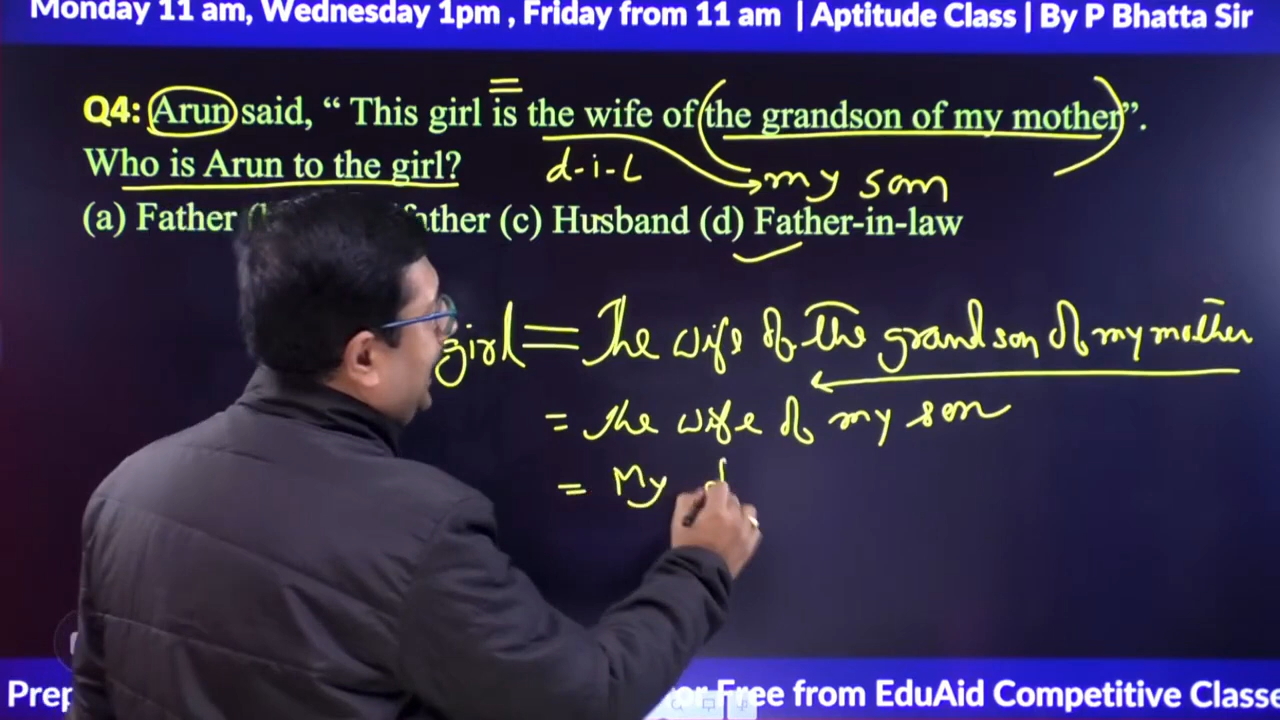 Monday 11 am, Wednesday 1pm , Friday from 11 am | Aptitude Class | By P Bhatta Sir
Q4: Arun said, “ This girl is the wife of the grandson of my mother”.
Who is Arun to the girl?
d-i-L
my son
(a) Father father (c) Husband (d) Father-in-law
girl = The wife of The grandson of my mother
= the wife of my son
= My d
Prep or Free from EduAid Competitive Classe